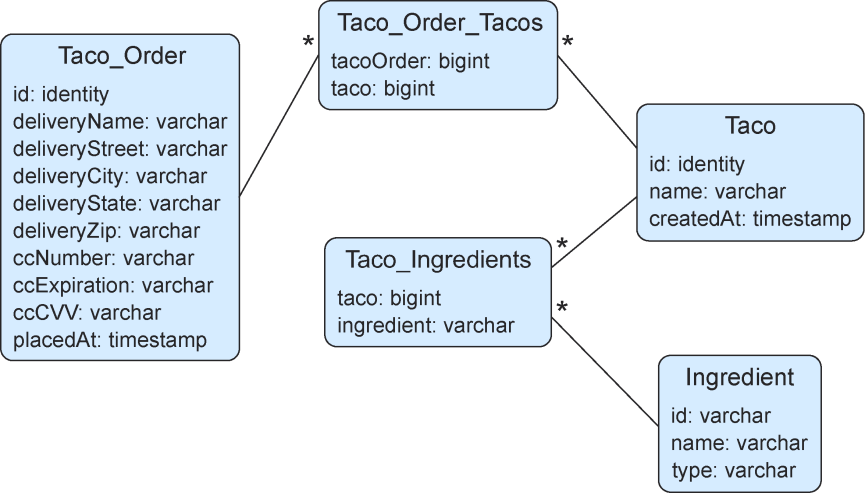 Taco_Order
id: identity
deliveryName: varchar
deliveryStreet: varchar
deliveryCity: varchar
deliveryState: varchar
deliveryZip: varchar
ccNumber: varchar
ccExpiration: varchar
ccCVV: varchar
placedAt: timestamp
*
Taco_Order_Tacos
tacoOrder: bigint
taco: bigint
*
Taco
id: identity
name: varchar
createdAt: timestamp
*
Taco_Ingredients
taco: bigint
ingredient: varchar
*
Ingredient
id: varchar
name: varchar
type: varchar